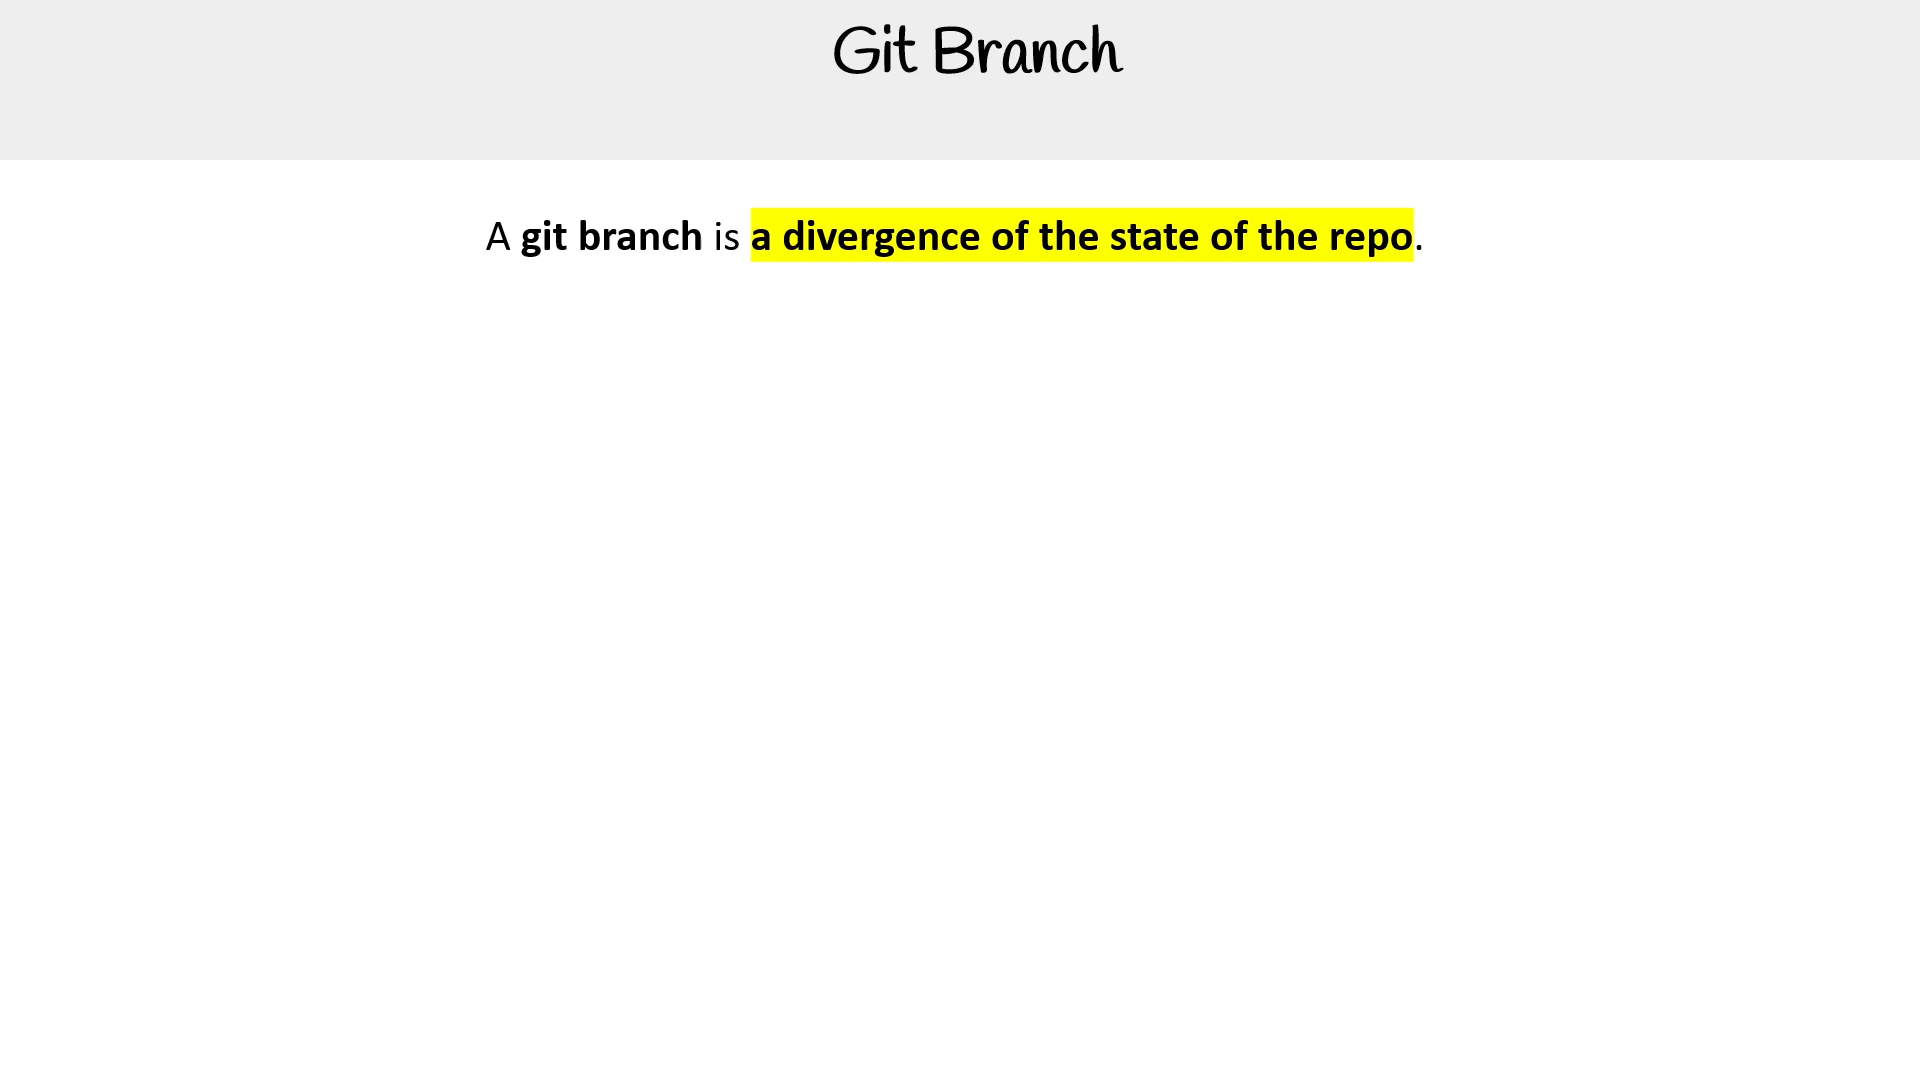 Git Branch
A git branch is a divergence of the state of the repo.